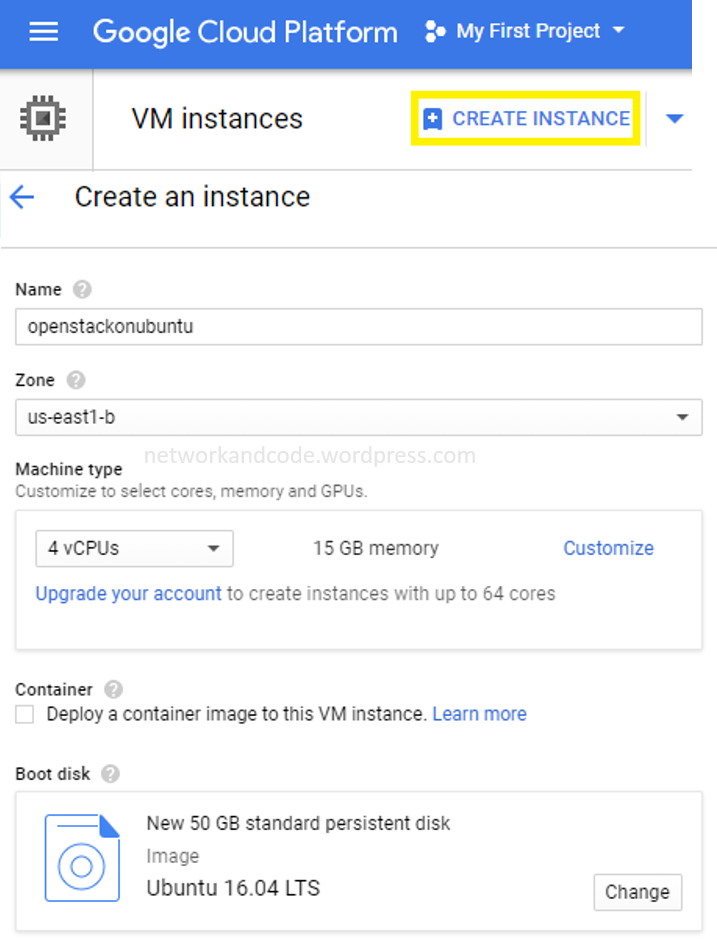 Google Cloud Platform My First Project
VM instances CREATE INSTANCE
Create an instance
Name ?
openstackonubuntu
Zone ?
us-east1-b
networkandcode.wordpress.com
Machine type
Customize to select cores, memory and GPUs.
4 vCPUs 15 GB memory Customize
Upgrade your account to create instances with up to 64 cores
Container ?
Deploy a container image to this VM instance. Learn more
Boot disk ?
New 50 GB standard persistent disk
Image
Ubuntu 16.04 LTS
Change